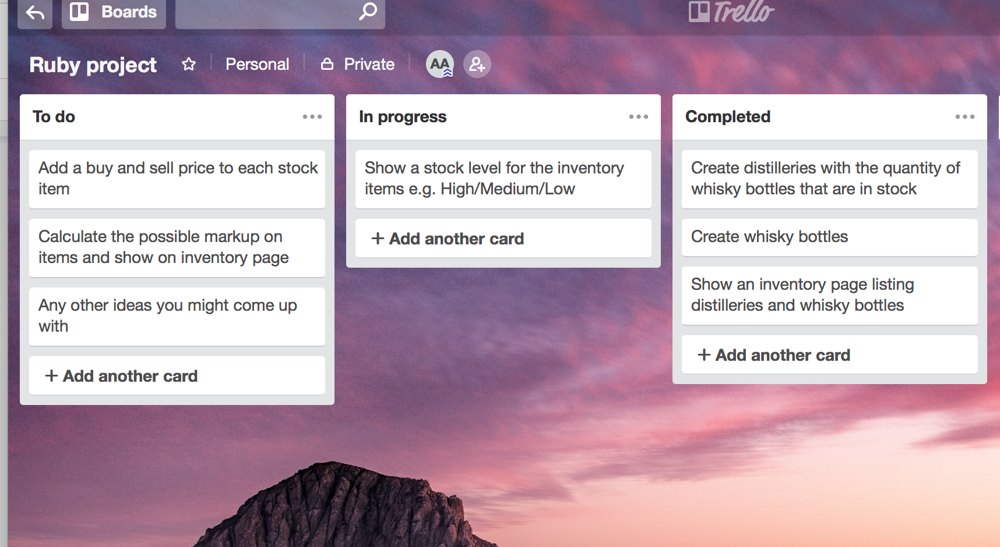 Boards
Trello
Ruby project
Personal
Private
AA
To do
Add a buy and sell price to each stock
item
Calculate the possible markup on
items and show on inventory page
Any other ideas you might come up
with
+ Add another card
In progress
Show a stock level for the inventory
items e.g. High/Medium/Low
+ Add another card
Completed
Create distilleries with the quantity of
whisky bottles that are in stock
Create whisky bottles
Show an inventory page listing
distilleries and whisky bottles
+ Add another card